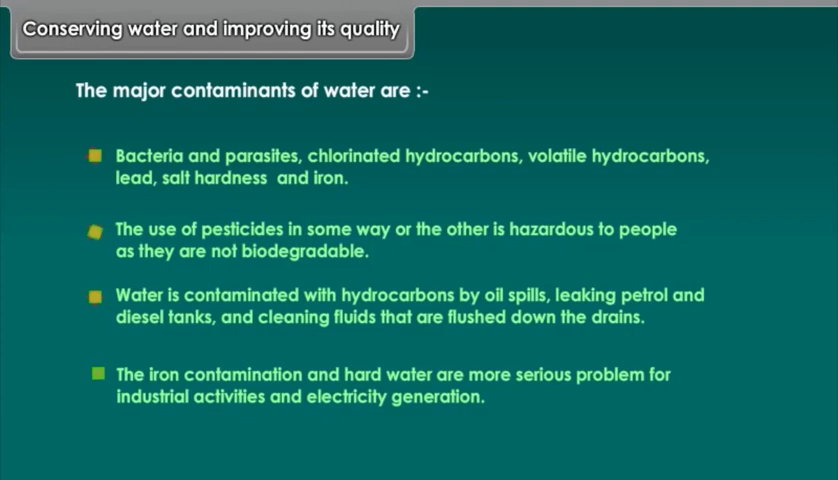 Conserving water and improving its quality
The major contaminants of water are :-
Bacteria and parasites, chlorinated hydrocarbons, volatile hydrocarbons,
lead, salt hardness and iron.
The use of pesticides in some way or the other is hazardous to people
as they are not biodegradable.
Water is contaminated with hydrocarbons by oil spills, leaking petrol and
diesel tanks, and cleaning fluids that are flushed down the drains.
The iron contamination and hard water are more serious problem for
industrial activities and electricity generation.